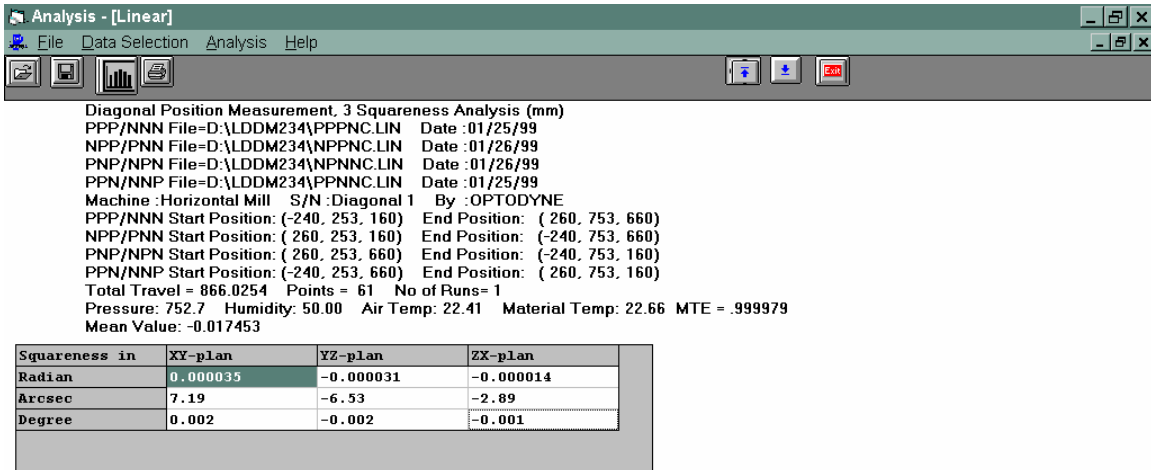 Analysis - [Linear]
File Data Selection Analysis Help
Exit
Diagonal Position Measurement, 3 Squareness Analysis (mm)
PPP/NNN File=D:\LDDM234\PPPNC.LIN Date :01/25/99
NPP/PNN File=D:\LDDM234\NPPNC.LIN Date :01/26/99
PNP/NPN File=D:\LDDM234\NPNNC.LIN Date :01/26/99
PPN/NNP File=D:\LDDM234\PPNNC.LIN Date :01/25/99
Machine :Horizontal Mill S/N :Diagonal 1 By :OPTODYNE
PPP/NNN Start Position: (-240, 253, 160) End Position: ( 260, 753, 660)
NPP/PNN Start Position: ( 260, 253, 160) End Position: (-240, 753, 660)
PNP/NPN Start Position: ( 260, 253, 660) End Position: (-240, 753, 160)
PPN/NNP Start Position: (-240, 253, 660) End Position: ( 260, 753, 160)
Total Travel = 866.0254 Points = 61 No of Runs= 1
Pressure: 752.7 Humidity: 50.00 Air Temp: 22.41 Material Temp: 22.66 MTE = .999979
Mean Value: -0.017453
Squareness in XY-plan YZ-plan ZX-plan
Radian 0.000035 -0.000031 -0.000014
Arcsec 7.19 -6.53 -2.89
Degree 0.002 -0.002 -0.001